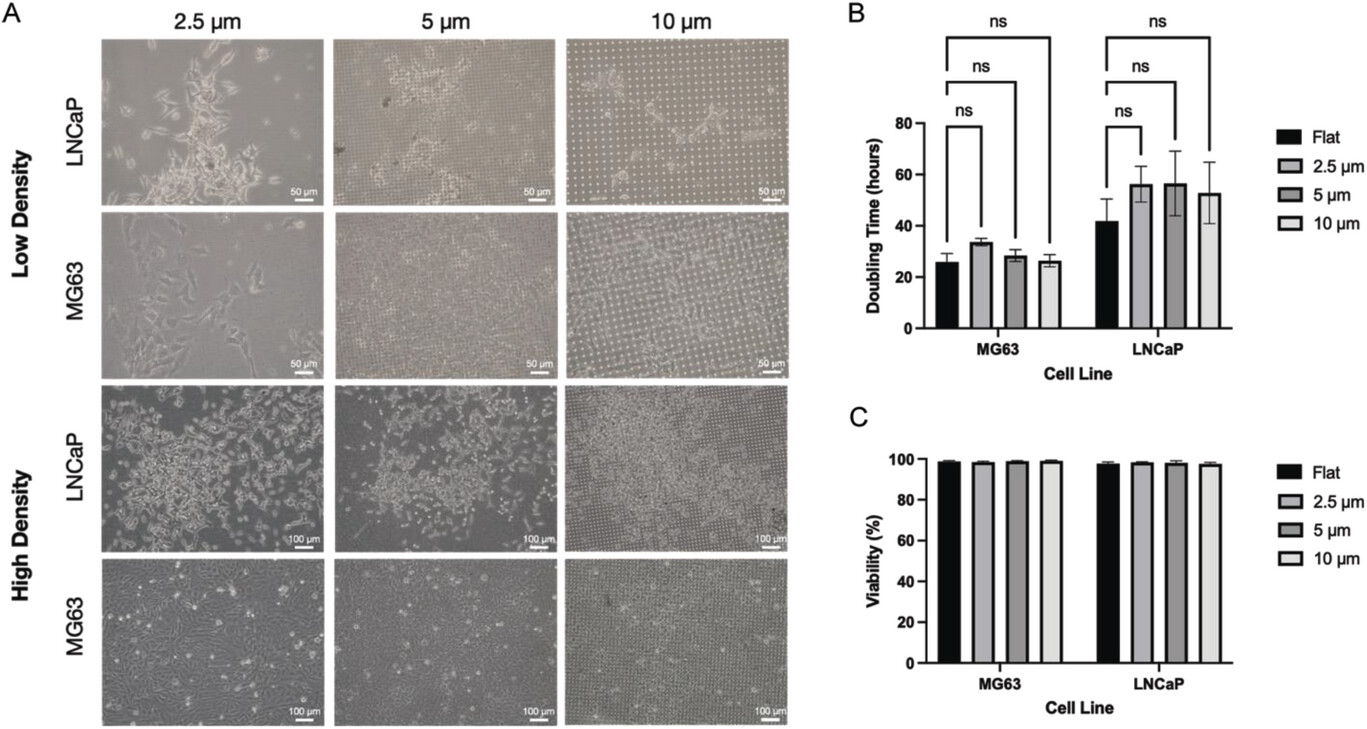 A
2.5 µm 5 µm 10 µm
Low Density
LNCaP
50 µm 50 µm 50 µm
MG63
50 µm 50 µm 50 µm
High Density
LNCaP
100 µm 100 µm 100 µm
MG63
100 µm 100 µm 100 µm
B
ns ns
ns ns
ns ns
Doubling Time (hours)
80
60
40
20
0
MG63 LNCaP
Cell Line
Flat
2.5 µm
5 µm
10 µm
C
Viability (%)
100
80
60
40
20
0
MG63 LNCaP
Cell Line
Flat
2.5 µm
5 µm
10 µm